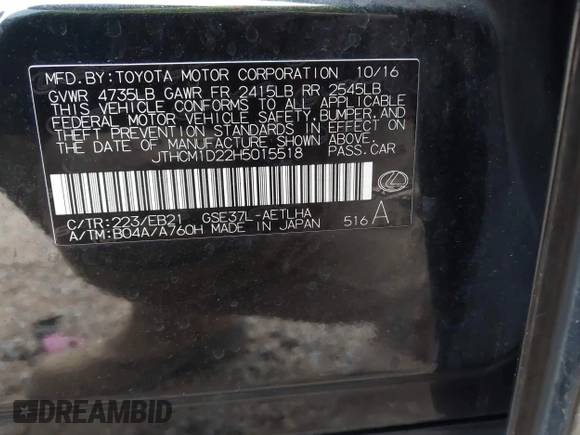 MFD.BY:TOYOTA MOTOR CORPORATION 10/16
GVWR 4735LB GAWR FR 2415LB RR 2545LB
THIS VEHICLE CONFORMS TO ALL APPLICABLE
FEDERAL MOTOR VEHICLE SAFETY,BUMPER,AND
THEFT PREVENTION STANDARDS IN EFFECT ON
THE DATE OF MANUFACTURE SHOWN ABOVE.
JTHCM1D22H5015518 PASS.CAR
C/TR:223/EB21 GSE37L-AETLHA
A/TM:B04A/A760H MADE IN JAPAN 516 A
DREAMBID